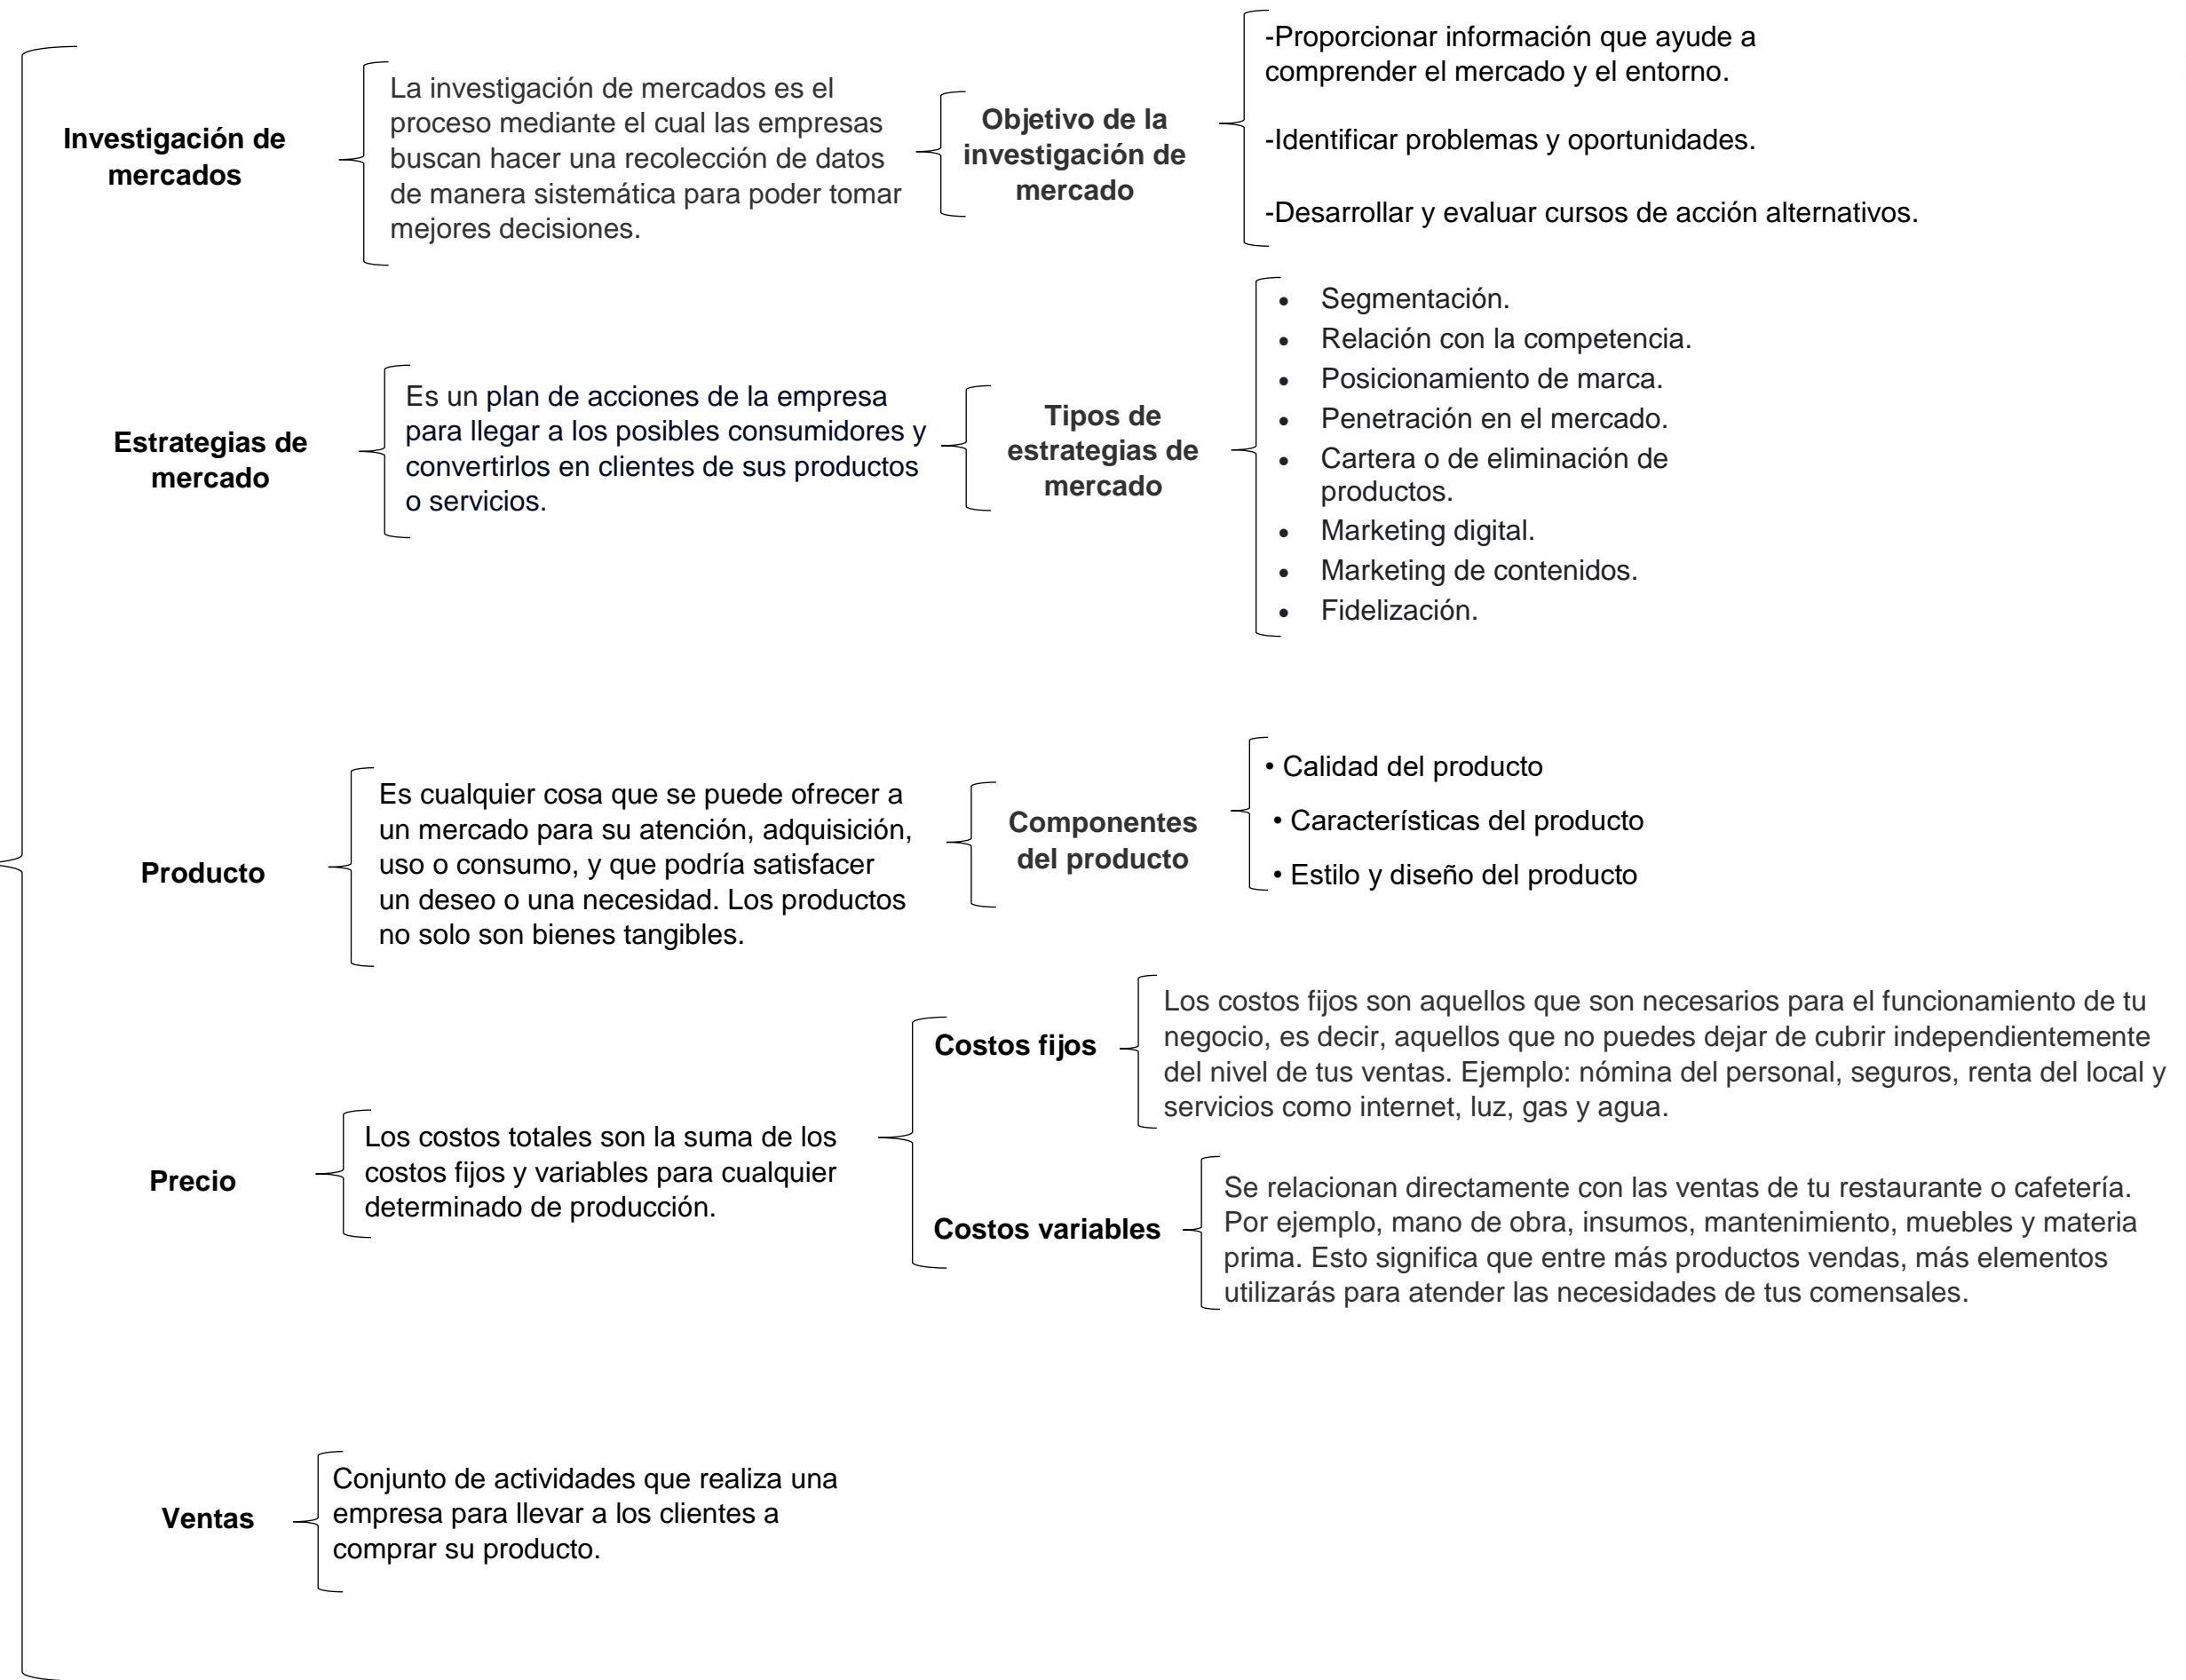 Investigación de
mercados
La investigación de mercados es el
proceso mediante el cual las empresas
buscan hacer una recolección de datos
de manera sistemática para poder tomar
mejores decisiones.
Objetivo de la
investigación de
mercado
-Proporcionar información que ayude a
comprender el mercado y el entorno.
-Identificar problemas y oportunidades.
-Desarrollar y evaluar cursos de acción alternativos.
Estrategias de
mercado
Es un plan de acciones de la empresa
para llegar a los posibles consumidores y
convertirlos en clientes de sus productos
o servicios.
Tipos de
estrategias de
mercado
• Segmentación.
• Relación con la competencia.
• Posicionamiento de marca.
• Penetración en el mercado.
• Cartera o de eliminación de
productos.
• Marketing digital.
• Marketing de contenidos.
• Fidelización.
Producto
Es cualquier cosa que se puede ofrecer a
un mercado para su atención, adquisición,
uso o consumo, y que podría satisfacer
un deseo o una necesidad. Los productos
no solo son bienes tangibles.
Componentes
del producto
• Calidad del producto
• Características del producto
• Estilo y diseño del producto
Precio
Los costos totales son la suma de los
costos fijos y variables para cualquier
determinado de producción.
Costos fijos
Los costos fijos son aquellos que son necesarios para el funcionamiento de tu
negocio, es decir, aquellos que no puedes dejar de cubrir independientemente
del nivel de tus ventas. Ejemplo: nómina del personal, seguros, renta del local y
servicios como internet, luz, gas y agua.
Costos variables
Se relacionan directamente con las ventas de tu restaurante o cafetería.
Por ejemplo, mano de obra, insumos, mantenimiento, muebles y materia
prima. Esto significa que entre más productos vendas, más elementos
utilizarás para atender las necesidades de tus comensales.
Ventas
Conjunto de actividades que realiza una
empresa para llevar a los clientes a
comprar su producto.